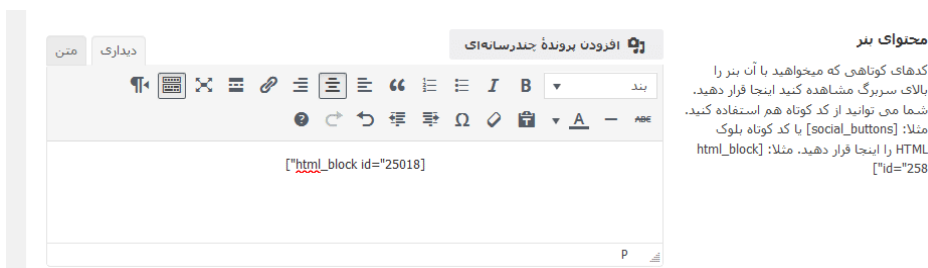 محتوای بنر
کدهای کوتاهی که میخواهید با آن بنر را
بالای سربرگ مشاهده کنید اینجا قرار دهید.
شما می توانید از کد کوتاه هم استفاده کنید.
مثلا: [social_buttons] یا کد کوتاه بلوک
HTML را اینجا قرار دهید. مثلا: [html_block
id="258"]
افزودن پروندهٔ چندرسانه‌ای
دیداری
متن
بند
B
I
ABE
A
Ω
[html_block id="25018"]
P